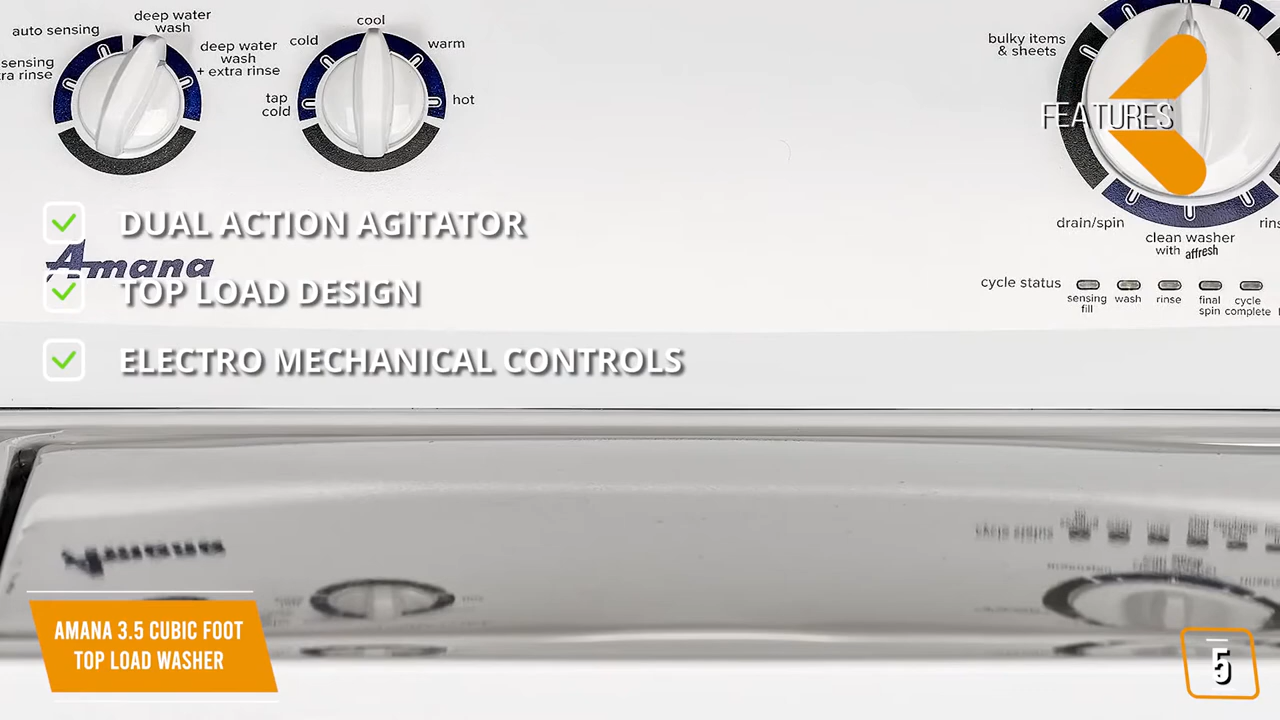 deep water
wash
auto sensing
sensing
deep water
wash
+ extra rinse
cool
cold
warm
tap
cold
hot
bulky items
& sheets
FEATURES
drain/spin
clean washer
with affresh
cycle status
sensing
fill
wash
rinse
final
spin
cycle
complete
DUAL ACTION AGITATOR
Amana
TOP LOAD DESIGN
ELECTRO MECHANICAL CONTROLS
AMANA 3.5 CUBIC FOOT
TOP LOAD WASHER
5